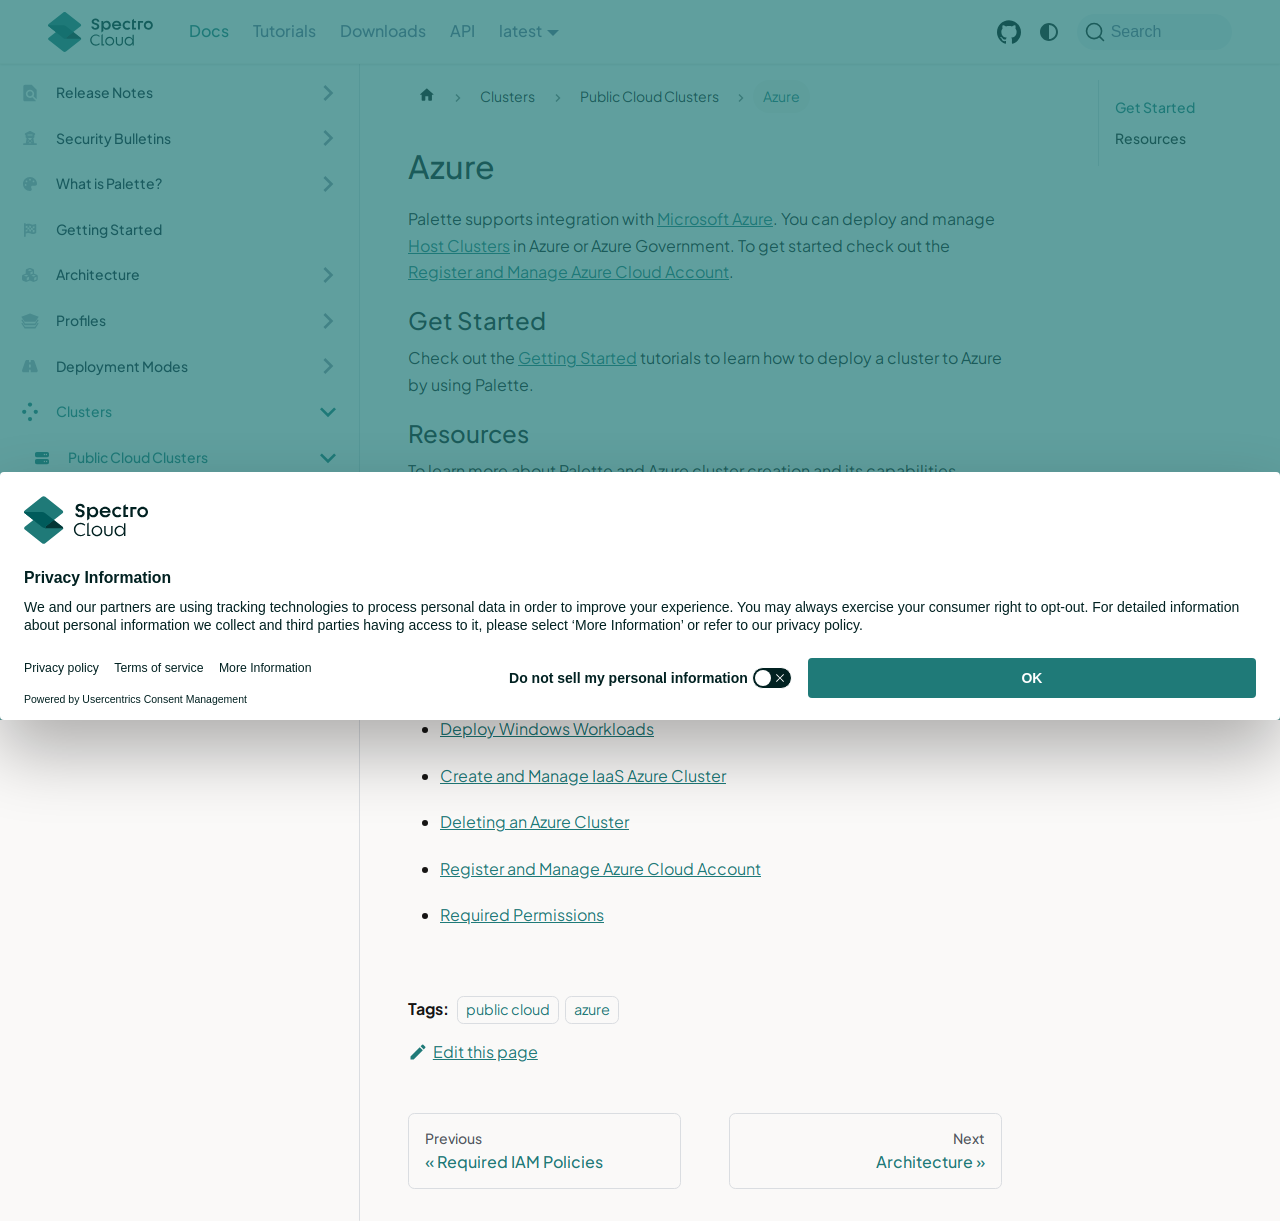 Spectro Cloud
Docs Tutorials Downloads API latest Search
Release Notes
Security Bulletins
What is Palette?
Getting Started
Architecture
Profiles
Deployment Modes
Clusters
Public Cloud Clusters
Clusters Public Cloud Clusters Azure
Azure
Palette supports integration with Microsoft Azure. You can deploy and manage
Host Clusters in Azure or Azure Government. To get started check out the
Register and Manage Azure Cloud Account.
Get Started
Check out the Getting Started tutorials to learn how to deploy a cluster to Azure
by using Palette.
Resources
To learn more about Palette and Azure cluster creation and its capabilities
Get Started
Resources
Spectro Cloud
Privacy Information
We and our partners are using tracking technologies to process personal data in order to improve your experience. You may always exercise your consumer right to opt-out. For detailed information
about personal information we collect and third parties having access to it, please select ‘More Information’ or refer to our privacy policy.
Privacy policy Terms of service More Information
Powered by Usercentrics Consent Management
Do not sell my personal information
OK
Deploy Windows Workloads
Create and Manage IaaS Azure Cluster
Deleting an Azure Cluster
Register and Manage Azure Cloud Account
Required Permissions
Tags: public cloud azure
Edit this page
Previous
« Required IAM Policies
Next
Architecture »